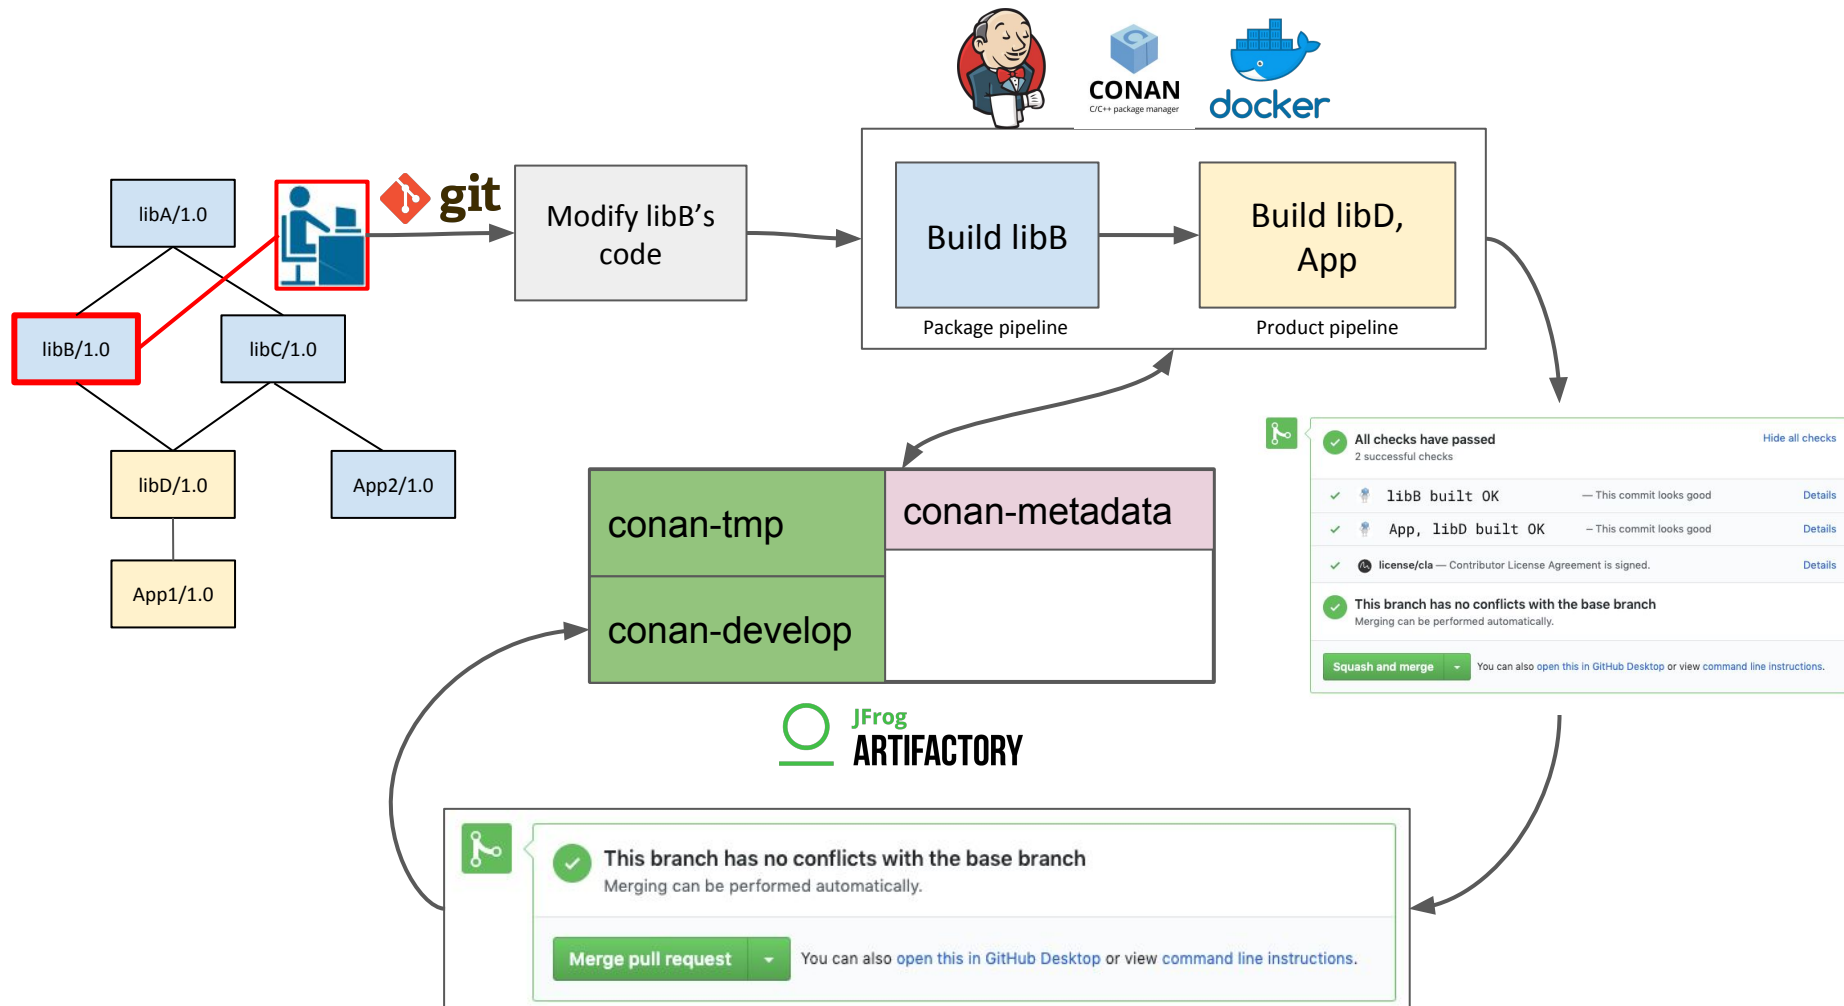 CONAN
C/C++ package manager
docker
git
libA/1.0
Modify libB's
code
Build libB
Build libD,
App
Package pipeline
Product pipeline
libB/1.0
libC/1.0
libD/1.0
App2/1.0
App1/1.0
conan-tmp
conan-metadata
conan-develop
JFrog
ARTIFACTORY
All checks have passed
Hide all checks
2 successful checks
libB built OK — This commit looks good Details
App, libD built OK – This commit looks good Details
license/cla — Contributor License Agreement is signed. Details
This branch has no conflicts with the base branch
Merging can be performed automatically.
Squash and merge You can also open this in GitHub Desktop or view command line instructions.
This branch has no conflicts with the base branch
Merging can be performed automatically.
Merge pull request You can also open this in GitHub Desktop or view command line instructions.